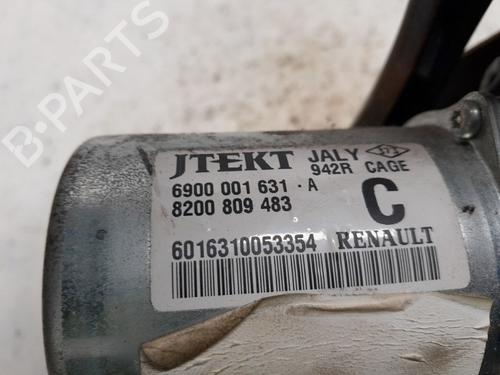 JTEKT JALY 942R CAGE
6900 001 631 - A
8200 809 483 C
6016310053354 RENAULT
B-PARTS